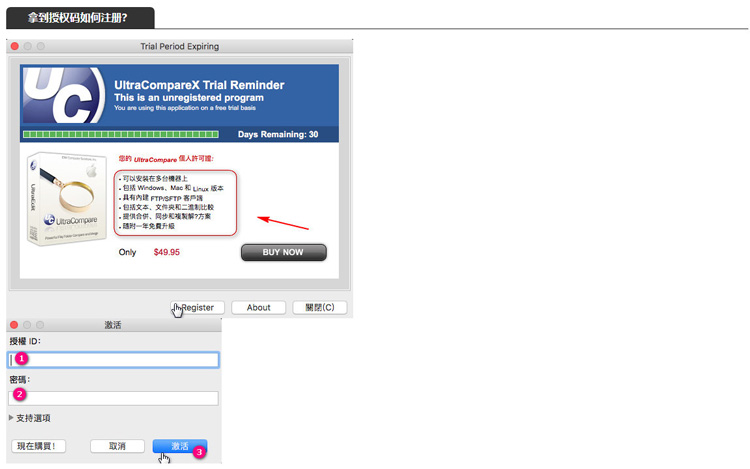 拿到授权码如何注册?
Trial Period Expiring
UC
UltraCompareX Trial Reminder
This is an unregistered program
You are using this application on a free trial basis
Days Remaining: 30
您的 UltraCompare 個人許可證:
• 可以安裝在多台機器上
• 包括 Windows、Mac 和 Linux 版本
• 具有內建 FTP/SFTP 客戶端
• 包括文本、文件夾和二進制比較
• 提供合併、同步和複製解?方案
• 隨附一年免費升級
UltraCompare
UC UltraCompare
Only $49.95
BUY NOW
Register
About
關閉(C)
激活
授權 ID:
1
密碼:
2
支持選項
現在購買!
取消
激活
3